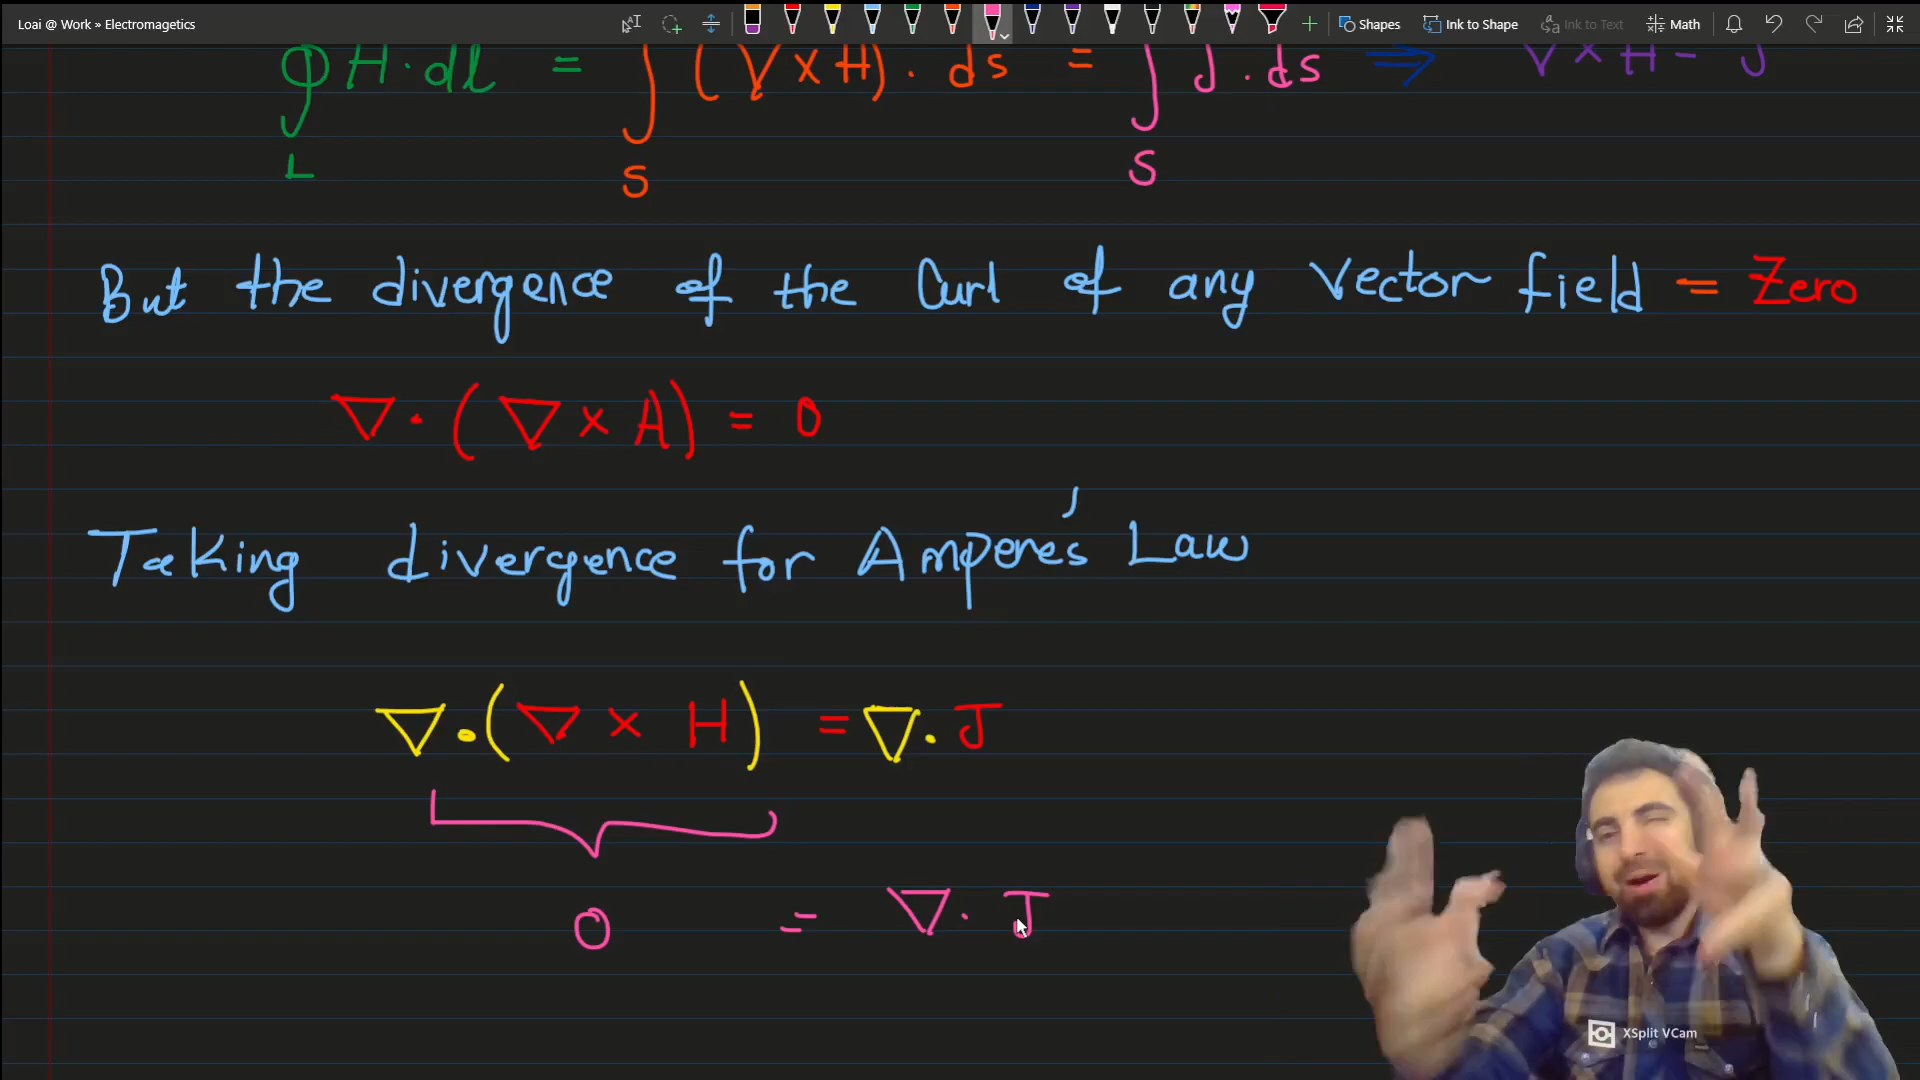 Loai @ Work » Electromagetics
Shapes Ink to Shape Ink to Text Math
∮ H · dl = ∫ (∇ × H) · ds = ∫ J · ds ⇒ ∇ × H = J
L S S
But the divergence of the Curl of any vector field = Zero
∇ · (∇ × A) = 0
Taking divergence for Ampere's Law
∇ · (∇ × H) = ∇ · J
0 = ∇ · J
XSplit VCam